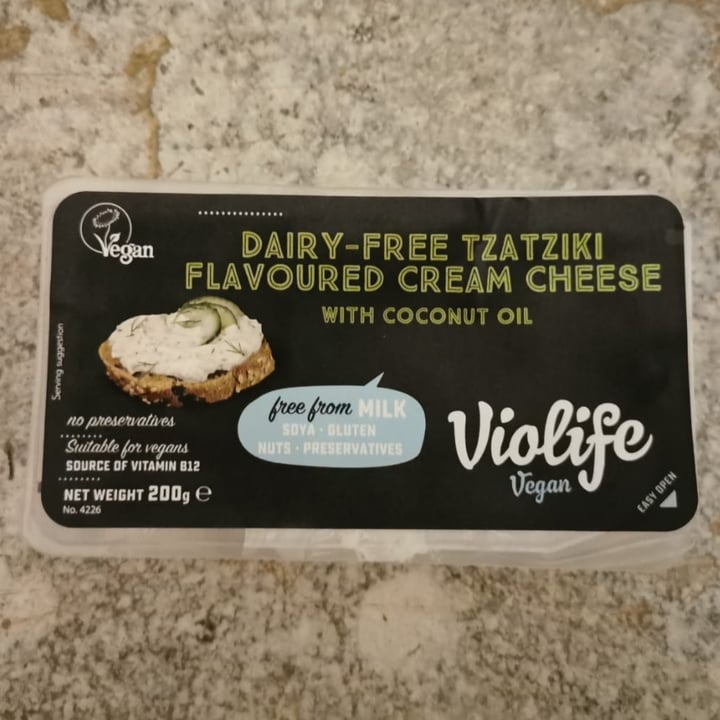 Vegan
DAIRY-FREE TZATZIKI
FLAVOURED CREAM CHEESE
WITH COCONUT OIL
Serving suggestion
free from MILK
SOYA · GLUTEN
NUTS · PRESERVATIVES
no preservatives
Suitable for vegans
SOURCE OF VITAMIN B12
NET WEIGHT 200g ℮
No. 4226
Violife
Vegan
EASY OPEN